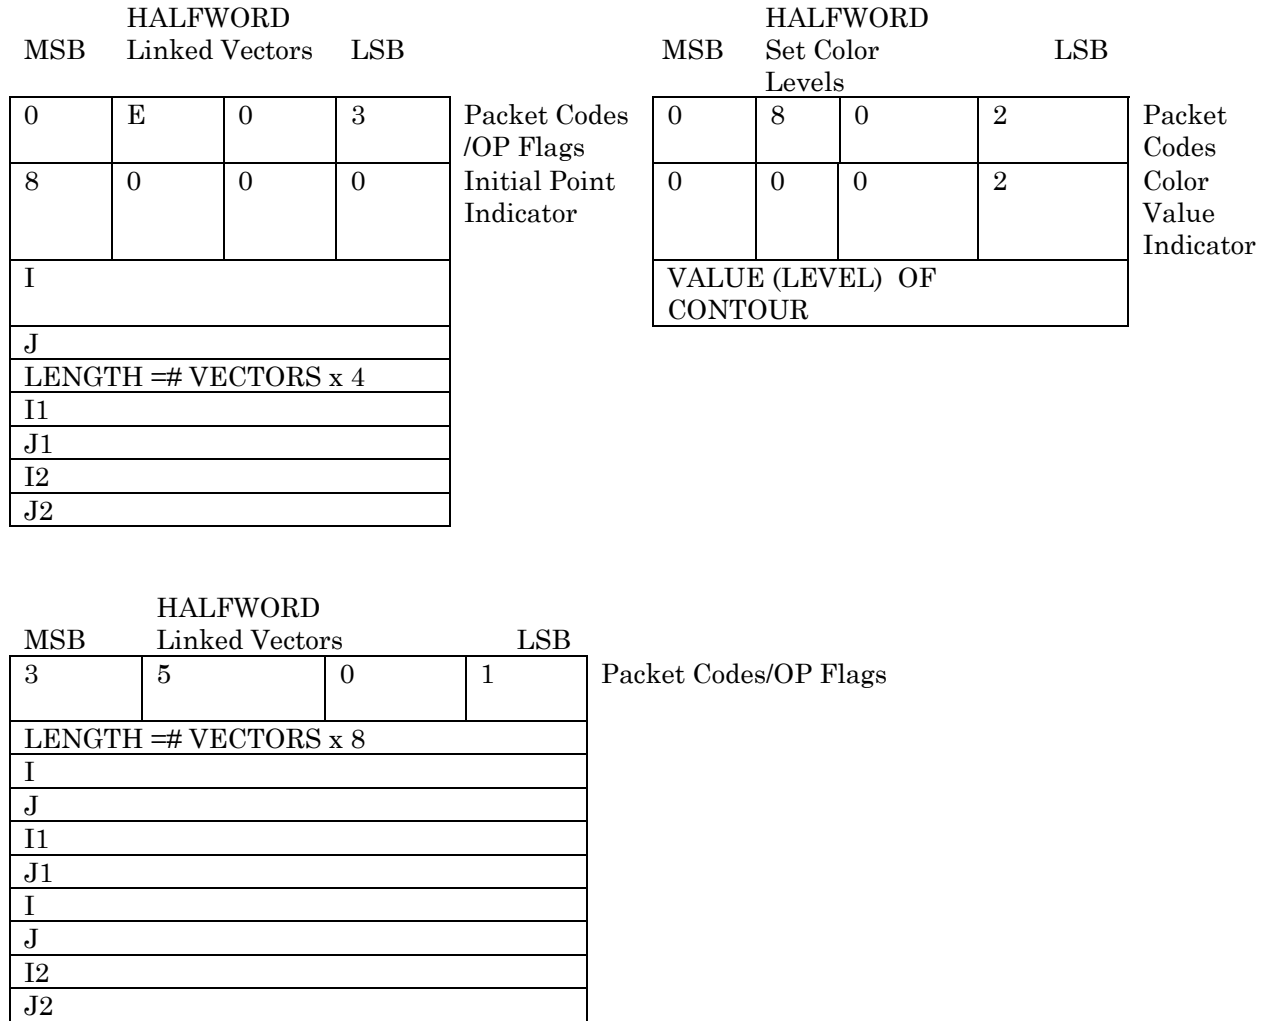 HALFWORD
MSB Linked Vectors LSB
0 E 0 3 Packet Codes
/OP Flags
8 0 0 0 Initial Point
Indicator
I
J
LENGTH =# VECTORS x 4
I1
J1
I2
J2
HALFWORD
MSB Set Color LSB
Levels
0 8 0 2 Packet
Codes
0 0 0 2 Color
Value
Indicator
VALUE (LEVEL) OF
CONTOUR
HALFWORD
MSB Linked Vectors LSB
3 5 0 1 Packet Codes/OP Flags
LENGTH =# VECTORS x 8
I
J
I1
J1
I
J
I2
J2